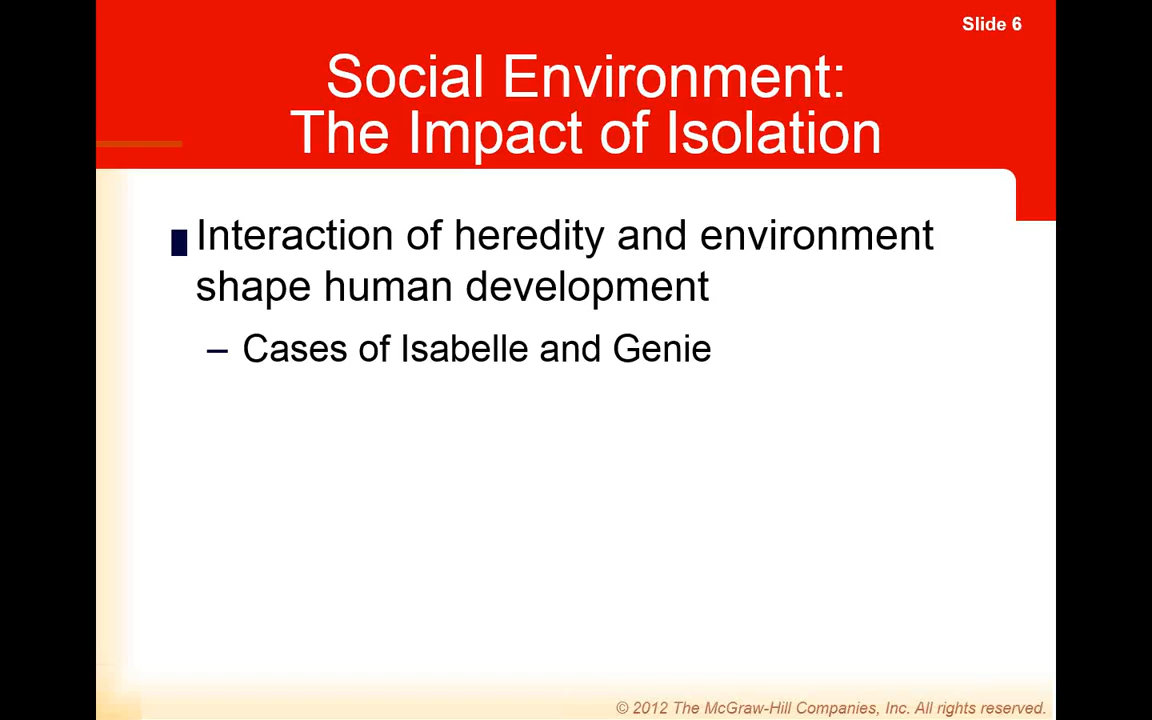 Slide 6
Social Environment:
The Impact of Isolation
Interaction of heredity and environment
shape human development
– Cases of Isabelle and Genie
© 2012 The McGraw-Hill Companies, Inc. All rights reserved.